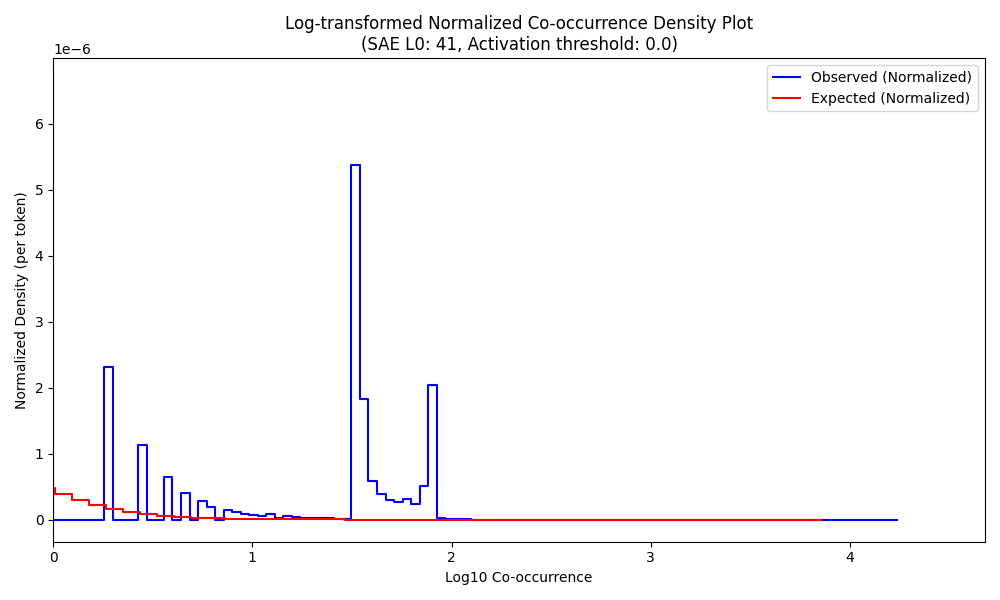 Log-transformed Normalized Co-occurrence Density Plot
(SAE L0: 41, Activation threshold: 0.0)
1e−6
Observed (Normalized)
Expected (Normalized)
Normalized Density (per token)
6
5
4
3
2
1
0
0 1 2 3 4
Log10 Co-occurrence